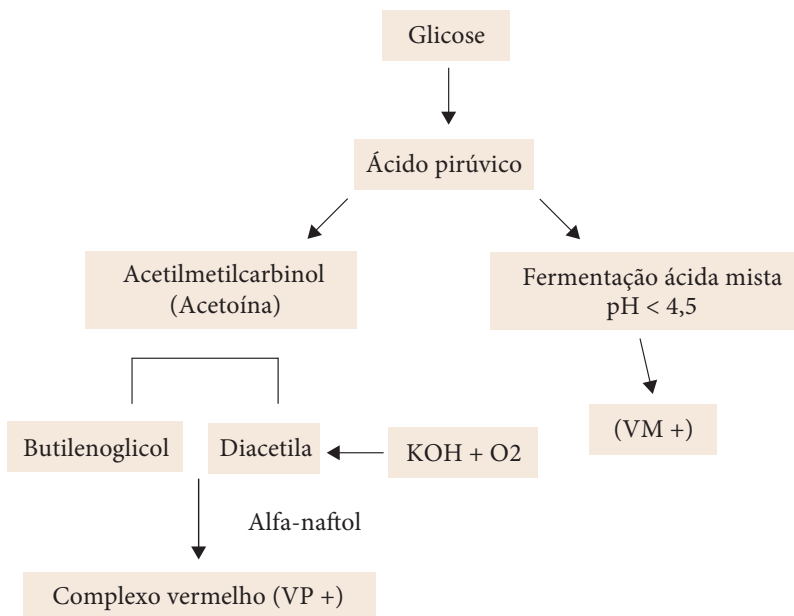 Glicose
Ácido pirúvico
Acetilmetilcarbinol
(Acetoína)
Fermentação ácida mista
pH < 4,5
Butilenoglicol
Diacetila
KOH + O2
(VM +)
Alfa-naftol
Complexo vermelho (VP +)